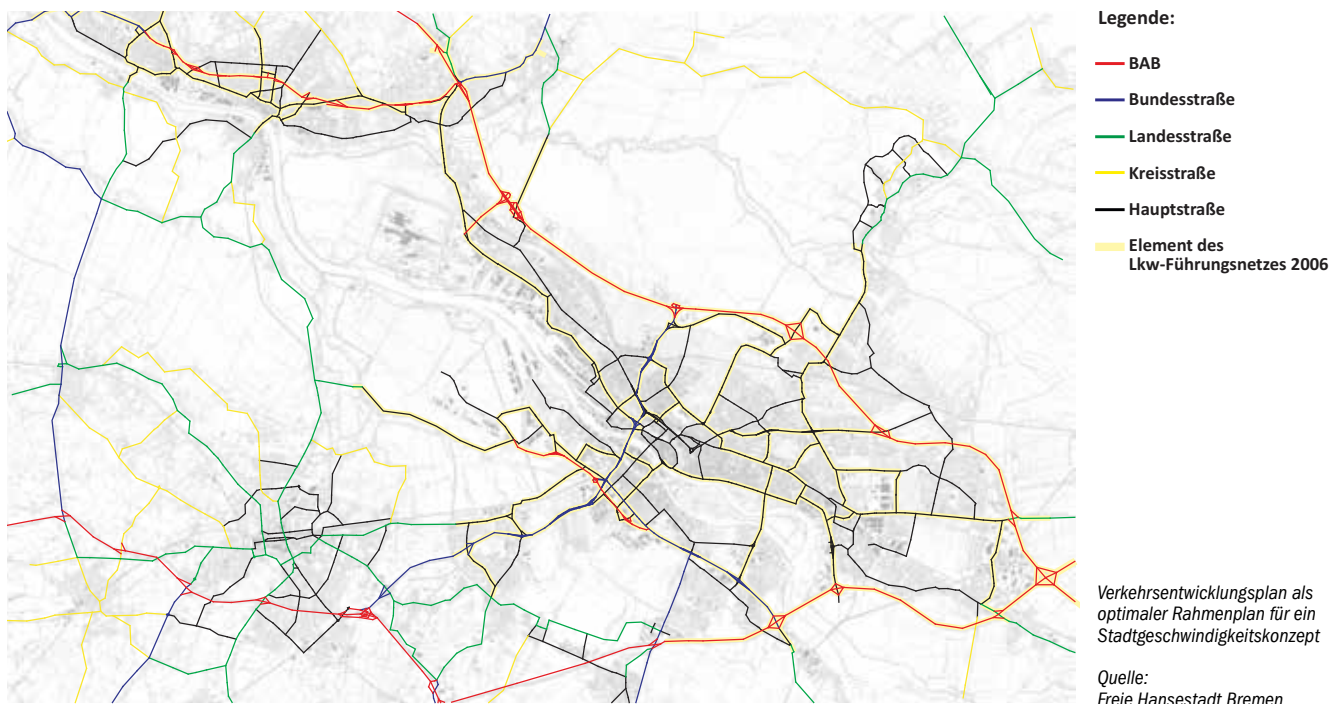 Legende:
BAB
Bundesstraße
Landesstraße
Kreisstraße
Hauptstraße
Element des
Lkw-Führungsnetzes 2006
Verkehrsentwicklungsplan als
optimaler Rahmenplan für ein
Stadtgeschwindigkeitskonzept
Quelle:
Freie Hansestadt Bremen